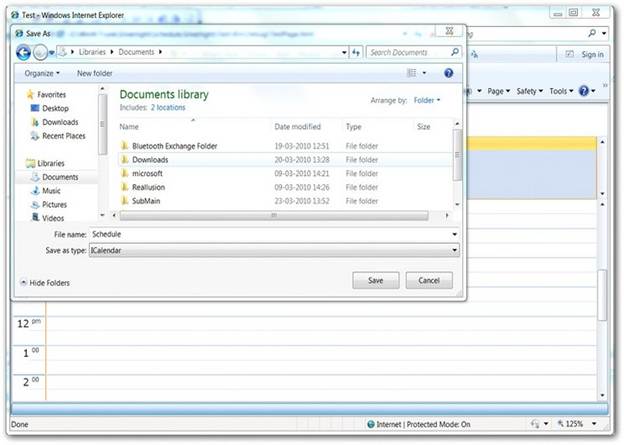 Test - Windows Internet Explorer
Save As
Libraries Documents
Search Documents
Sign in
Organize New folder
Page Safety Tools
Favorites
Desktop
Downloads
Recent Places
Libraries
Documents
Music
Pictures
Videos
Documents library
Includes: 2 locations
Arrange by: Folder
Name Date modified Type Size
Bluetooth Exchange Folder 19-03-2010 12:51 File folder
Downloads 20-03-2010 13:28 File folder
microsoft 09-03-2010 14:21 File folder
Reallusion 09-03-2010 14:26 File folder
SubMain 23-03-2010 13:52 File folder
File name: Schedule
Save as type: ICalendar
Hide Folders
Save Cancel
12 pm
1 00
2 00
Done
Internet | Protected Mode: On
125%